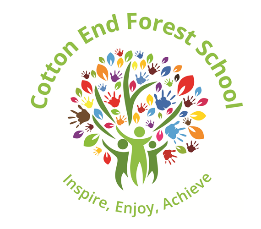 Cotton End Forest School
Inspire, Enjoy, Achieve